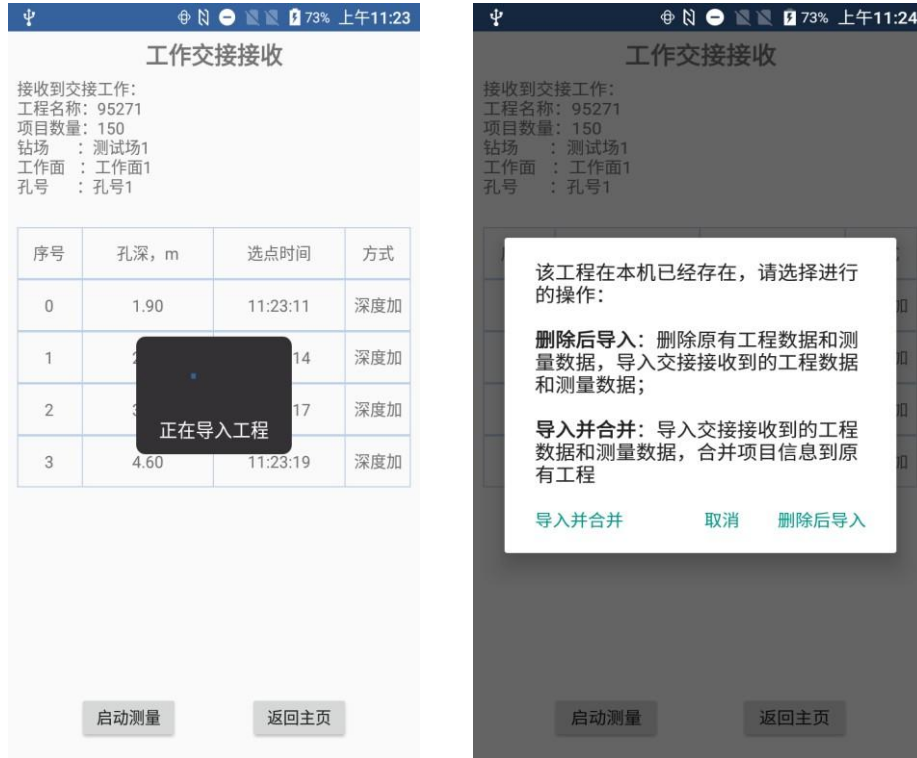 73% 上午11:23
工作交接接收
接收到交接工作：
工程名称：95271
项目数量：150
钻场　：测试场1
工作面　：工作面1
孔号　：孔号1
序号 孔深，m 选点时间 方式
0 1.90 11:23:11 深度加
1 14 深度加
2 17 深度加
正在导入工程
3 4.60 11:23:19 深度加
启动测量 返回主页
73% 上午11:24
工作交接接收
接收到交接工作：
工程名称：95271
项目数量：150
钻场　：测试场1
工作面　：工作面1
孔号　：孔号1
该工程在本机已经存在，请选择进行
的操作：
删除后导入：删除原有工程数据和测
量数据，导入交接接收到的工程数据
和测量数据；
导入并合并：导入交接接收到的工程
数据和测量数据，合并项目信息到原
有工程
导入并合并 取消 删除后导入
启动测量 返回主页